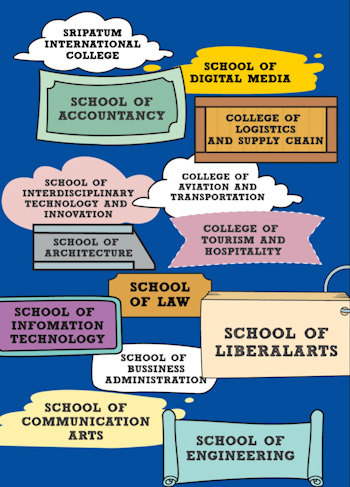 SRIPATUM
INTERNATIONAL
COLLEGE
SCHOOL OF
DIGITAL MEDIA
SCHOOL OF
ACCOUNTANCY
COLLEGE OF
LOGISTICS
AND SUPPLY CHAIN
SCHOOL OF
INTERDISCIPLINARY
TECHNOLOGY AND
INNOVATION
COLLEGE OF
AVIATION AND
TRANSPORTATION
COLLEGE OF
TOURISM AND
HOSPITALITY
SCHOOL OF
ARCHITECTURE
SCHOOL
OF LAW
SCHOOL OF
INFOMATION
TECHNOLOGY
SCHOOL OF
LIBERALARTS
SCHOOL OF
BUSSINESS
ADMINISTRATION
SCHOOL OF
COMMUNICATION
ARTS
SCHOOL OF
ENGINEERING